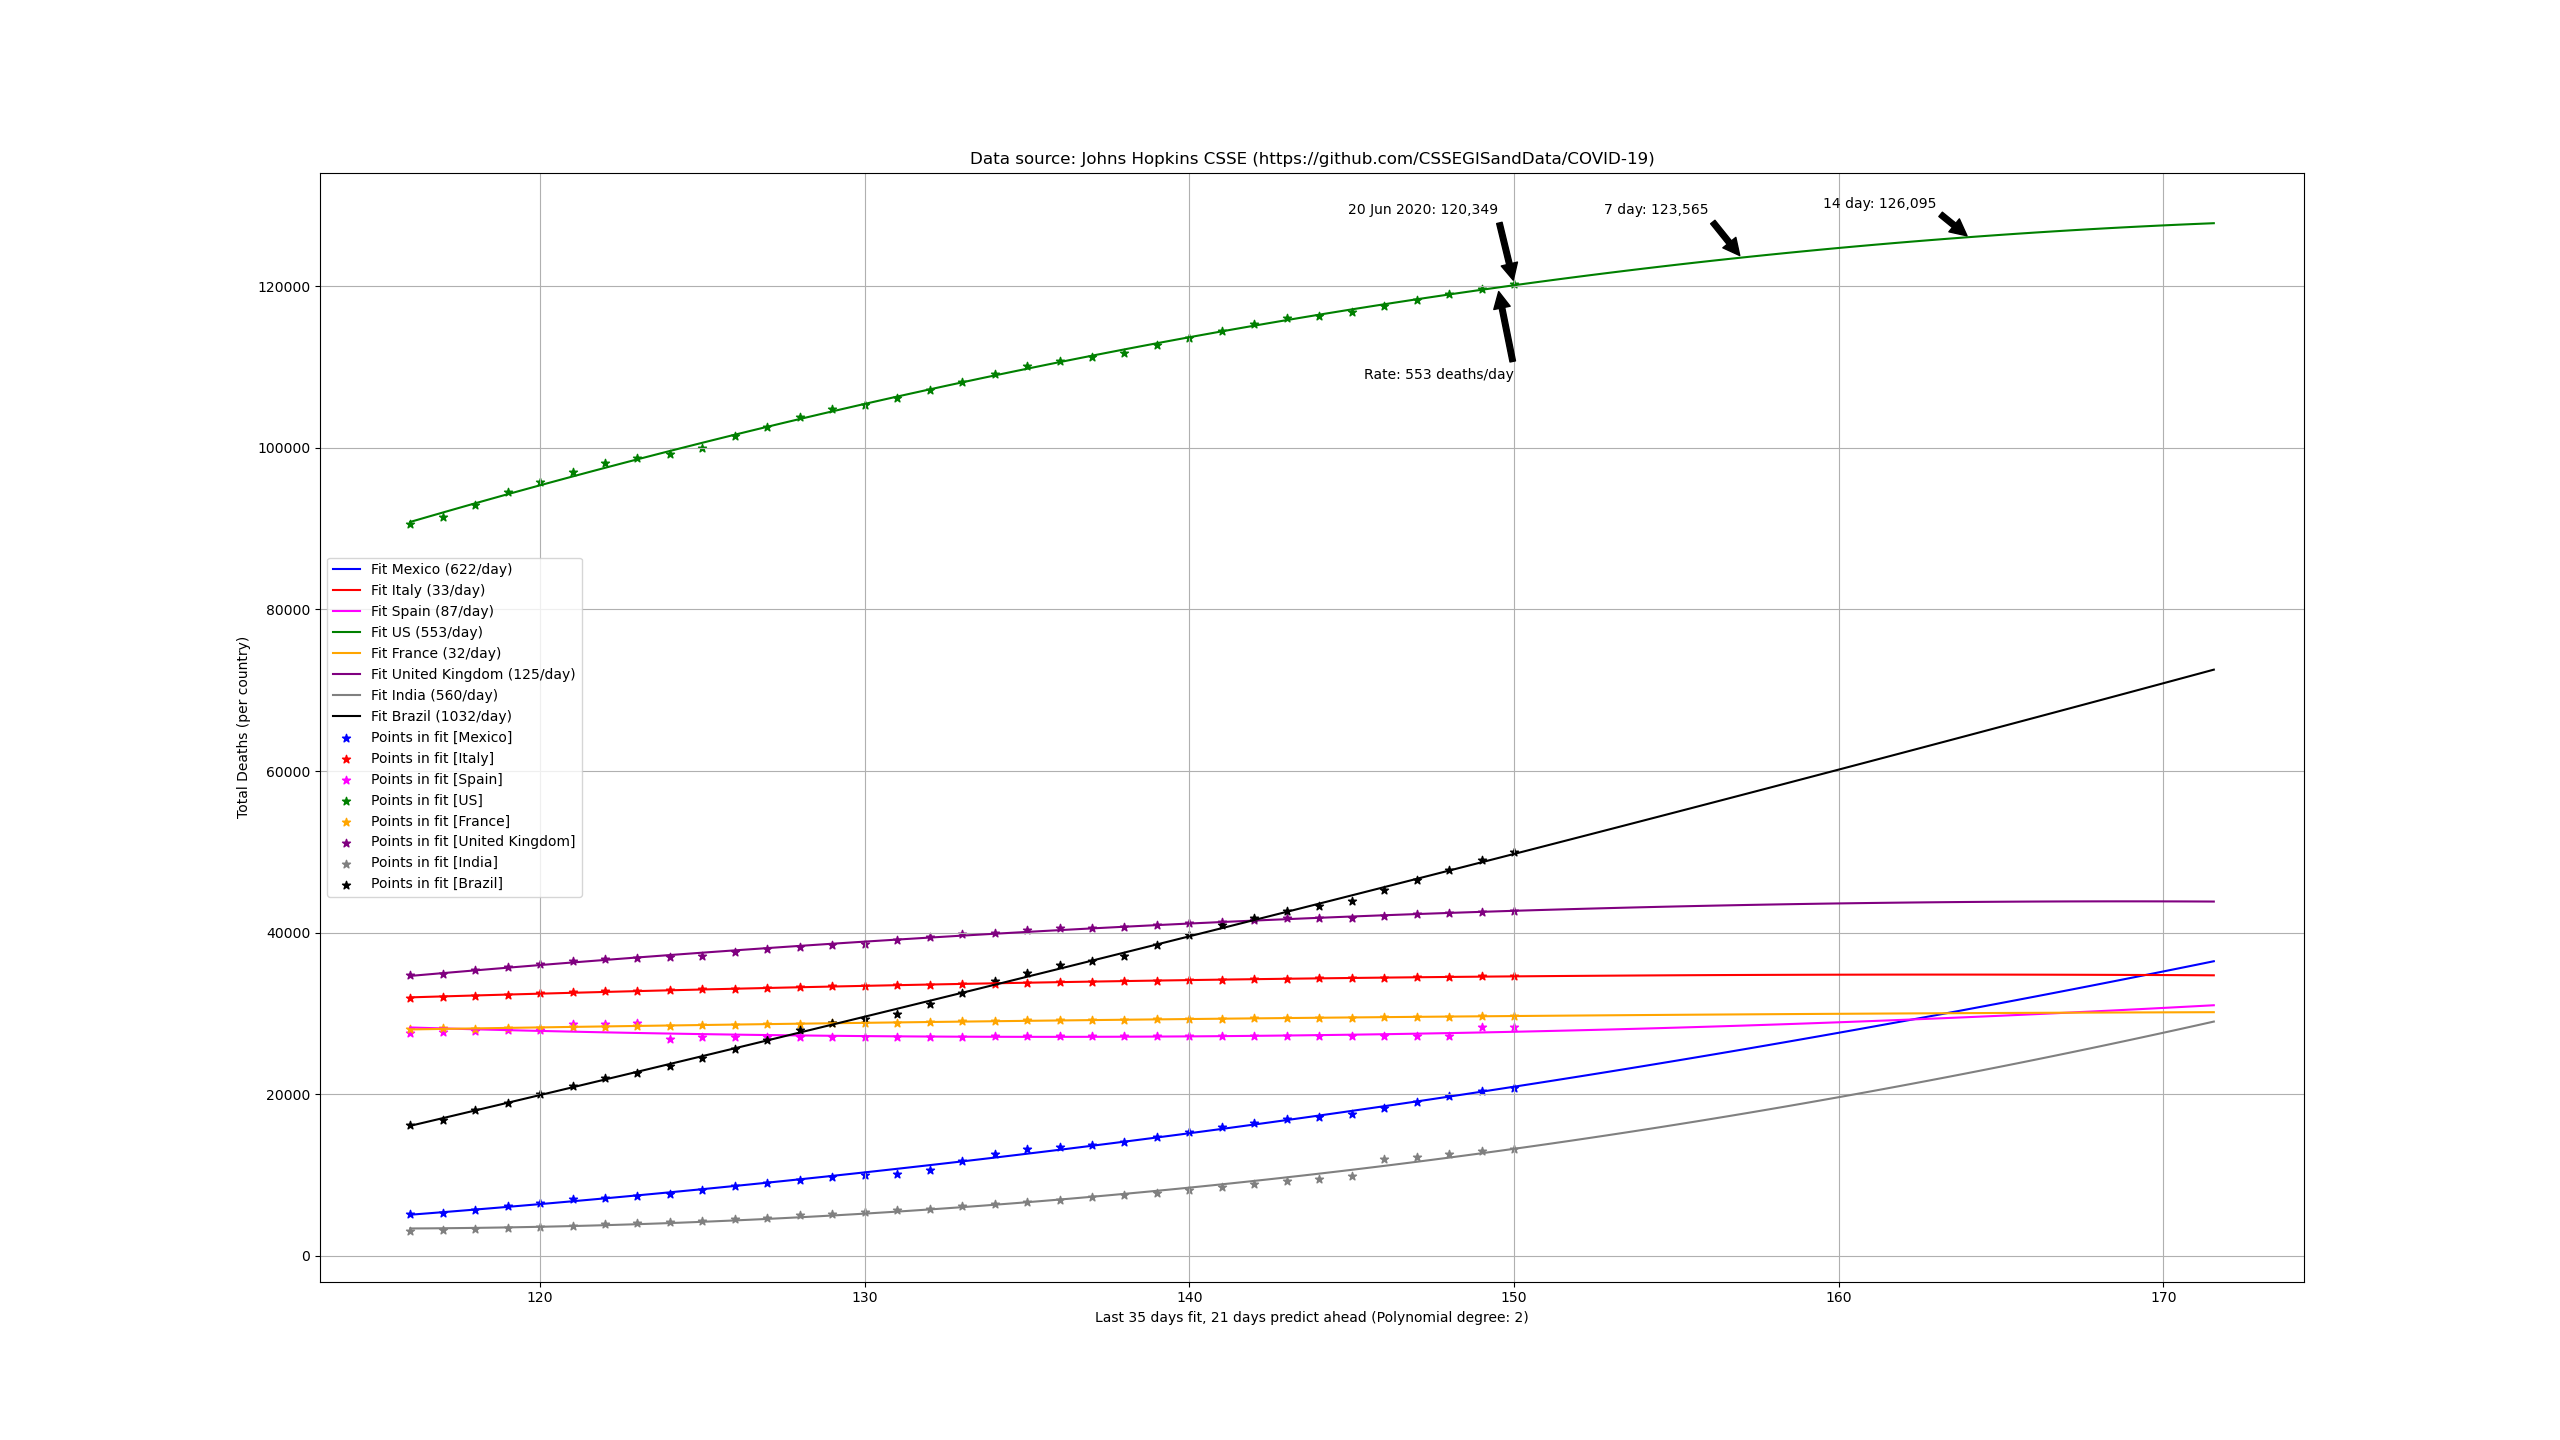 Data source: Johns Hopkins CSSE (https://github.com/CSSEGISandData/COVID-19)
20 Jun 2020: 120,349
7 day: 123,565
14 day: 126,095
Rate: 553 deaths/day
Total Deaths (per country)
120000
100000
80000
60000
40000
20000
0
Fit Mexico (622/day)
Fit Italy (33/day)
Fit Spain (87/day)
Fit US (553/day)
Fit France (32/day)
Fit United Kingdom (125/day)
Fit India (560/day)
Fit Brazil (1032/day)
Points in fit [Mexico]
Points in fit [Italy]
Points in fit [Spain]
Points in fit [US]
Points in fit [France]
Points in fit [United Kingdom]
Points in fit [India]
Points in fit [Brazil]
120 130 140 150 160 170
Last 35 days fit, 21 days predict ahead (Polynomial degree: 2)